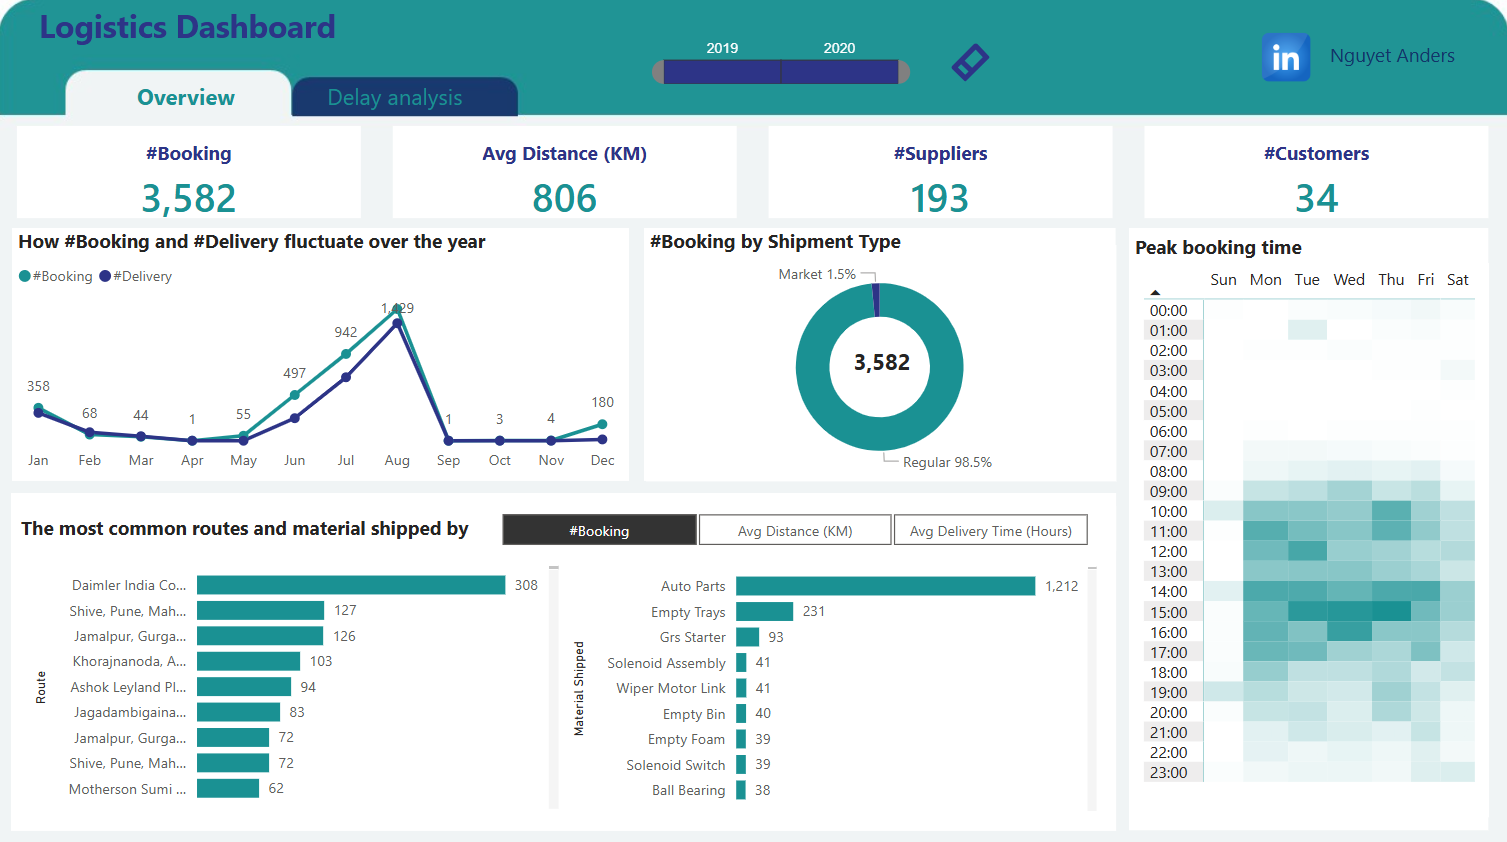 Logistics Dashboard
2019 2020
in Nguyet Anders
Overview Delay analysis
#Booking
3,582
Avg Distance (KM)
806
#Suppliers
193
#Customers
34
How #Booking and #Delivery fluctuate over the year
#Booking #Delivery
358 68 44 1 55 497 942 1,429 1 3 4 180
Jan Feb Mar Apr May Jun Jul Aug Sep Oct Nov Dec
#Booking by Shipment Type
Market 1.5%
3,582
Regular 98.5%
Peak booking time
Sun Mon Tue Wed Thu Fri Sat
00:00
01:00
02:00
03:00
04:00
05:00
06:00
07:00
08:00
09:00
10:00
11:00
12:00
13:00
14:00
15:00
16:00
17:00
18:00
19:00
20:00
21:00
22:00
23:00
The most common routes and material shipped by
#Booking Avg Distance (KM) Avg Delivery Time (Hours)
Route
Daimler India Co... 308
Shive, Pune, Mah... 127
Jamalpur, Gurga... 126
Khorajnanoda, A... 103
Ashok Leyland Pl... 94
Jagadambigaina... 83
Jamalpur, Gurga... 72
Shive, Pune, Mah... 72
Motherson Sumi ... 62
Material Shipped
Auto Parts 1,212
Empty Trays 231
Grs Starter 93
Solenoid Assembly 41
Wiper Motor Link 41
Empty Bin 40
Empty Foam 39
Solenoid Switch 39
Ball Bearing 38